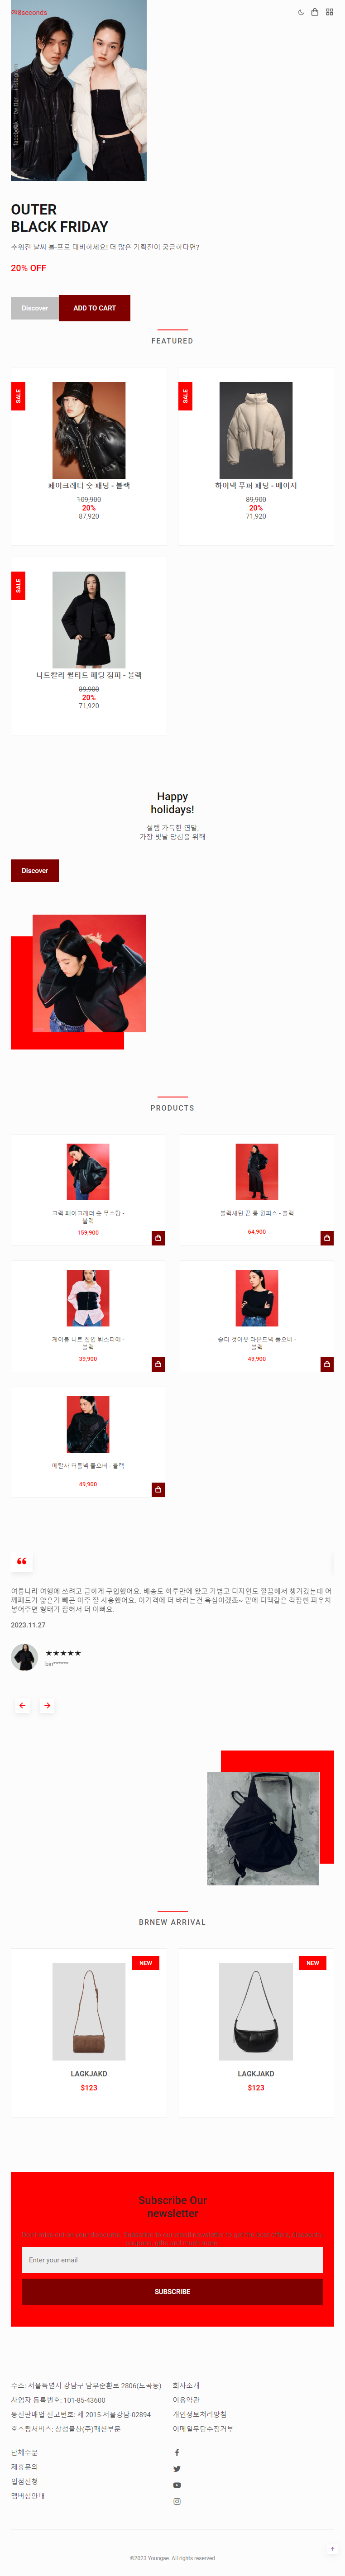 8seconds
facebook twitter instagram
OUTER
BLACK FRIDAY
추워진 날씨 블-프로 대비하세요! 더 많은 기획전이 궁금하다면?
20% OFF
Discover
ADD TO CART
FEATURED
SALE
페이크레더 숏 패딩 - 블랙
109,900
20%
87,920
SALE
하이넥 푸퍼 패딩 - 베이지
89,900
20%
71,920
SALE
니트칼라 퀼티드 패딩 점퍼 - 블랙
89,900
20%
71,920
Happy
holidays!
설렘 가득한 연말,
가장 빛날 당신을 위해
Discover
PRODUCTS
크럭 페이크레더 숏 무스탕 -
블랙
159,900
블랙새틴 끈 롱 원피스 - 블랙
64,900
케이블 니트 집업 뷔스티에 -
블랙
39,900
숄더 컷아웃 라운드넥 풀오버 -
블랙
49,900
메탈사 터틀넥 풀오버 - 블랙
49,900
여름나라 여행에 쓰려고 급하게 구입했어요. 배송도 하루만에 왔고 가볍고 디자인도 깔끔해서 챙겨갔는데 어
깨패드가 얇은거 빼곤 아주 잘 사용했어요. 이가격에 더 바라는건 욕심이겠죠~ 밑에 디팩같은 각잡힌 파우치
넣어주면 형태가 잡혀서 더 이뻐요.
2023.11.27
★★★★★
bin******
BRNEW ARRIVAL
NEW
LAGKJAKD
$123
NEW
LAGKJAKD
$123
Subscribe Our
newsletter
Enter your email
SUBSCRIBE
주소: 서울특별시 강남구 남부순환로 2806(도곡동)
사업자 등록번호: 101-85-43600
통신판매업 신고번호: 제 2015-서울강남-02894
호스팅서비스: 삼성물산(주)패션부문
회사소개
이용약관
개인정보처리방침
이메일무단수집거부
단체주문
제휴문의
입점신청
멤버십안내
©2023 Youngae. All rights reserved